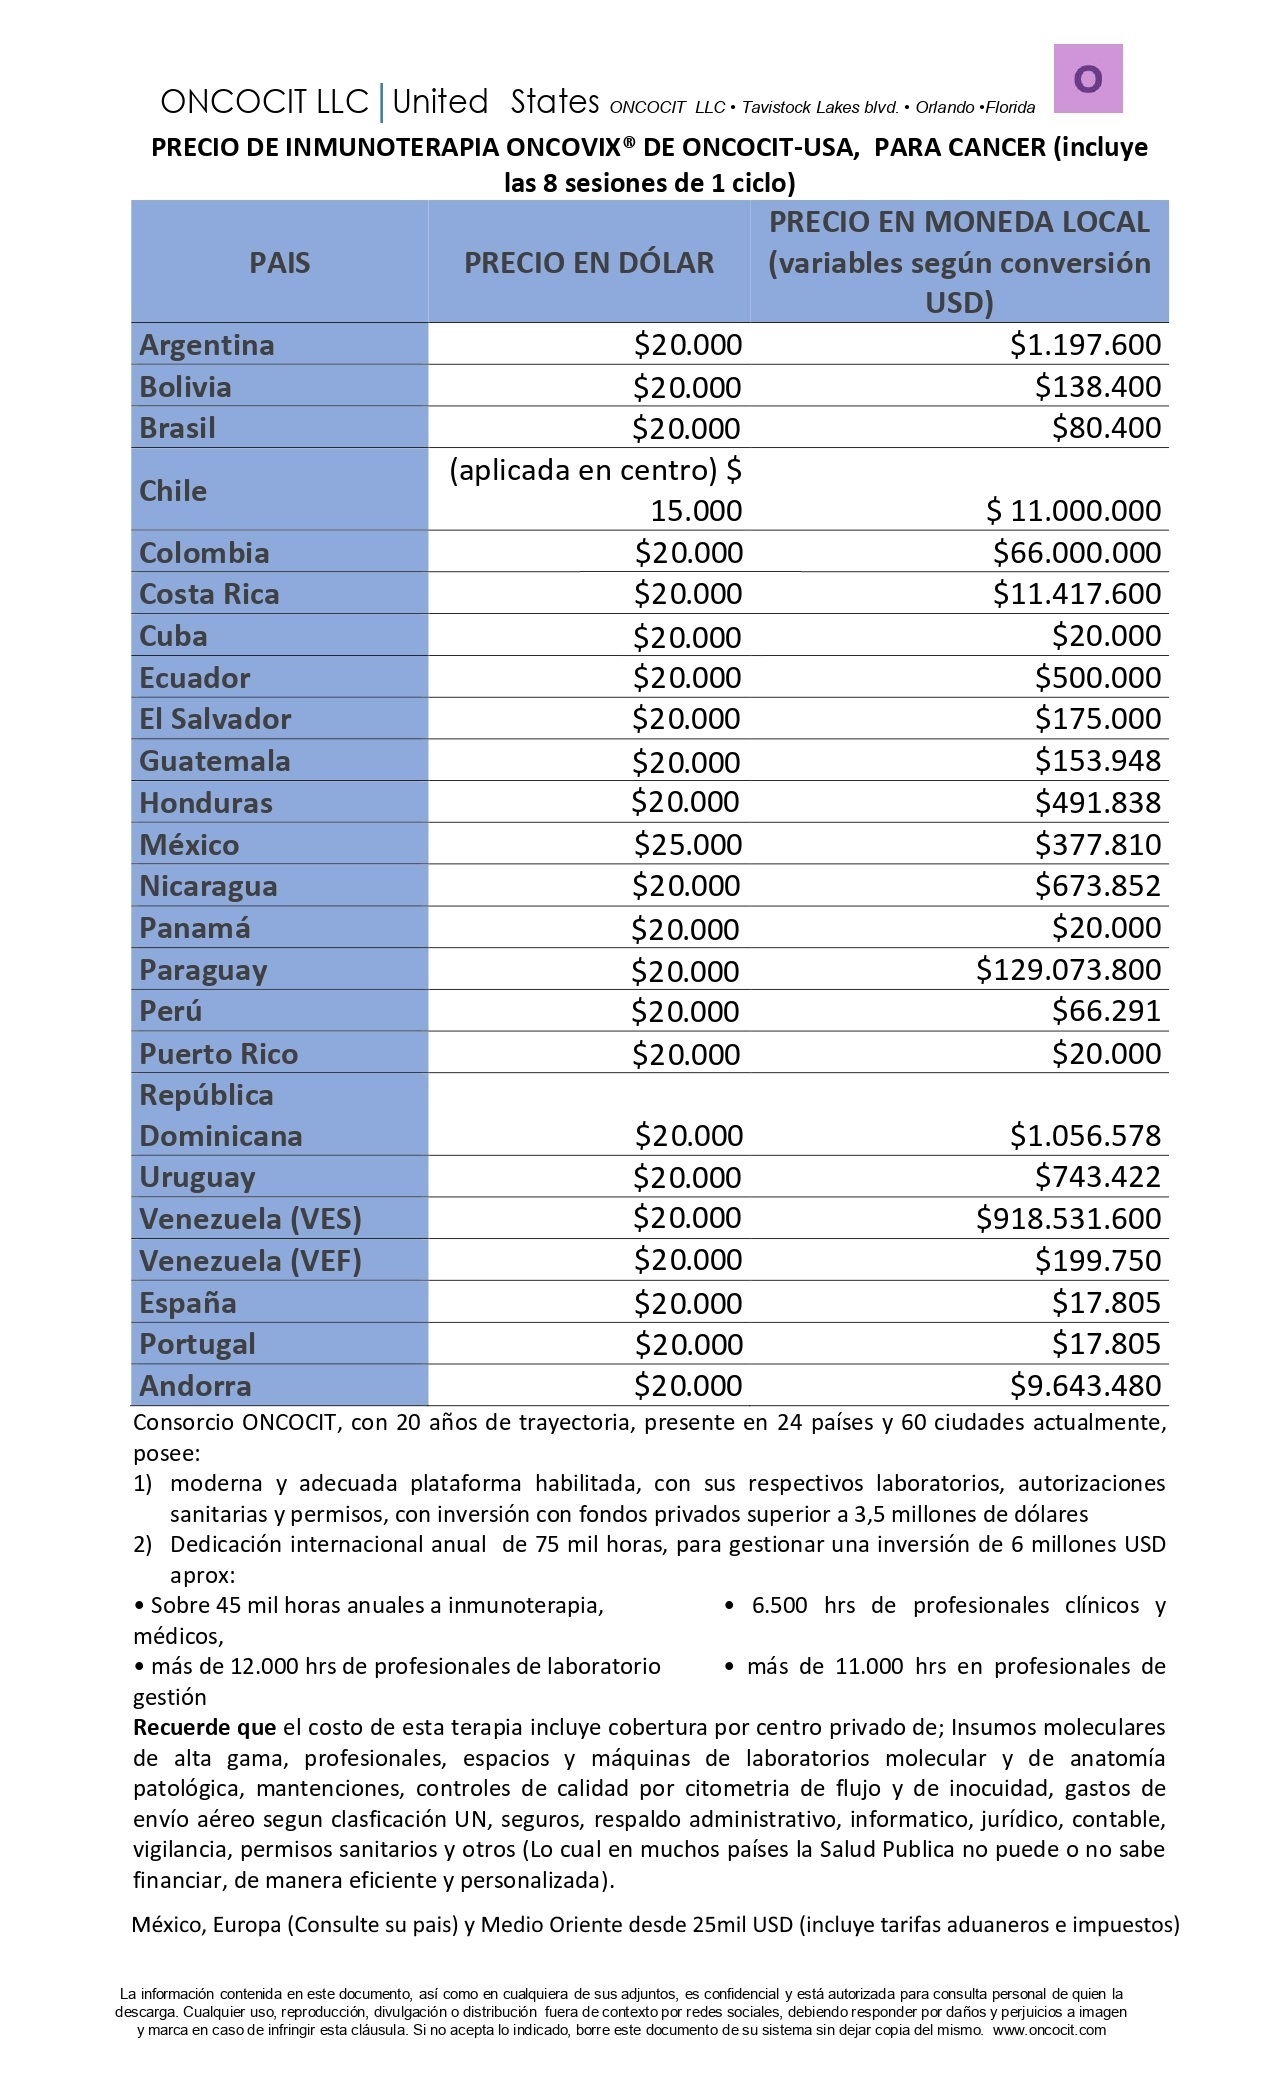 ONCOCIT LLC|United States ONCOCIT LLC • Tavistock Lakes blvd. • Orlando •Florida
O
PRECIO DE INMUNOTERAPIA ONCOVIX® DE ONCOCIT-USA, PARA CANCER (incluye
las 8 sesiones de 1 ciclo)
PAIS PRECIO EN DÓLAR PRECIO EN MONEDA LOCAL
(variables según conversión
USD)
Argentina $20.000 $1.197.600
Bolivia $20.000 $138.400
Brasil $20.000 $80.400
Chile (aplicada en centro) $
15.000 $ 11.000.000
Colombia $20.000 $66.000.000
Costa Rica $20.000 $11.417.600
Cuba $20.000 $20.000
Ecuador $20.000 $500.000
El Salvador $20.000 $175.000
Guatemala $20.000 $153.948
Honduras $20.000 $491.838
México $25.000 $377.810
Nicaragua $20.000 $673.852
Panamá $20.000 $20.000
Paraguay $20.000 $129.073.800
Perú $20.000 $66.291
Puerto Rico $20.000 $20.000
República
Dominicana $20.000 $1.056.578
Uruguay $20.000 $743.422
Venezuela (VES) $20.000 $918.531.600
Venezuela (VEF) $20.000 $199.750
España $20.000 $17.805
Portugal $20.000 $17.805
Andorra $20.000 $9.643.480
Consorcio ONCOCIT, con 20 años de trayectoria, presente en 24 países y 60 ciudades actualmente,
posee:
1) moderna y adecuada plataforma habilitada, con sus respectivos laboratorios, autorizaciones
sanitarias y permisos, con inversión con fondos privados superior a 3,5 millones de dólares
2) Dedicación internacional anual de 75 mil horas, para gestionar una inversión de 6 millones USD
aprox:
• Sobre 45 mil horas anuales a inmunoterapia, • 6.500 hrs de profesionales clínicos y
médicos,
• más de 12.000 hrs de profesionales de laboratorio • más de 11.000 hrs en profesionales de
gestión
Recuerde que el costo de esta terapia incluye cobertura por centro privado de; Insumos moleculares
de alta gama, profesionales, espacios y máquinas de laboratorios molecular y de anatomía
patológica, mantenciones, controles de calidad por citometria de flujo y de inocuidad, gastos de
envío aéreo segun clasficación UN, seguros, respaldo administrativo, informatico, jurídico, contable,
vigilancia, permisos sanitarios y otros (Lo cual en muchos países la Salud Publica no puede o no sabe
financiar, de manera eficiente y personalizada).
México, Europa (Consulte su pais) y Medio Oriente desde 25mil USD (incluye tarifas aduaneros e impuestos)
La información contenida en este documento, así como en cualquiera de sus adjuntos, es confidencial y está autorizada para consulta personal de quien la
descarga. Cualquier uso, reproducción, divulgación o distribución fuera de contexto por redes sociales, debiendo responder por daños y perjuicios a imagen
y marca en caso de infringir esta cláusula. Si no acepta lo indicado, borre este documento de su sistema sin dejar copia del mismo. www.oncocit.com